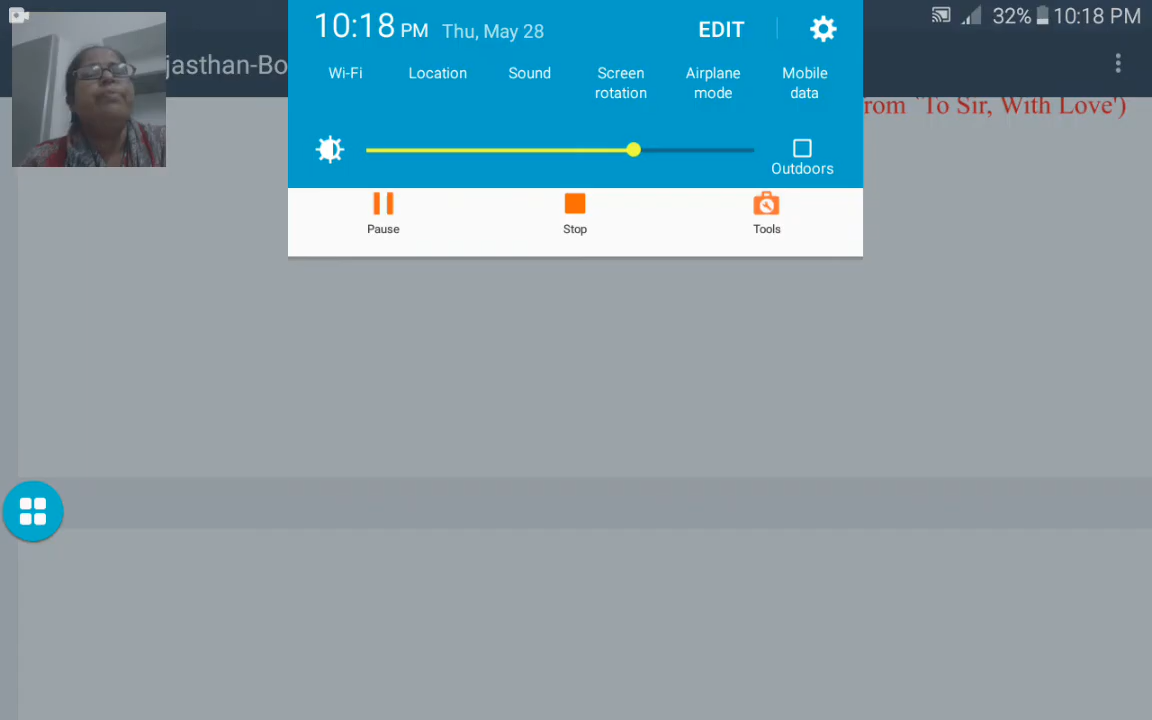 10:18 PM Thu, May 28 EDIT
32% 10:18 PM
jasthan-Bo
Wi-Fi Location Sound Screen rotation Airplane mode Mobile data
rom 'To Sir, With Love')
Outdoors
Pause Stop Tools